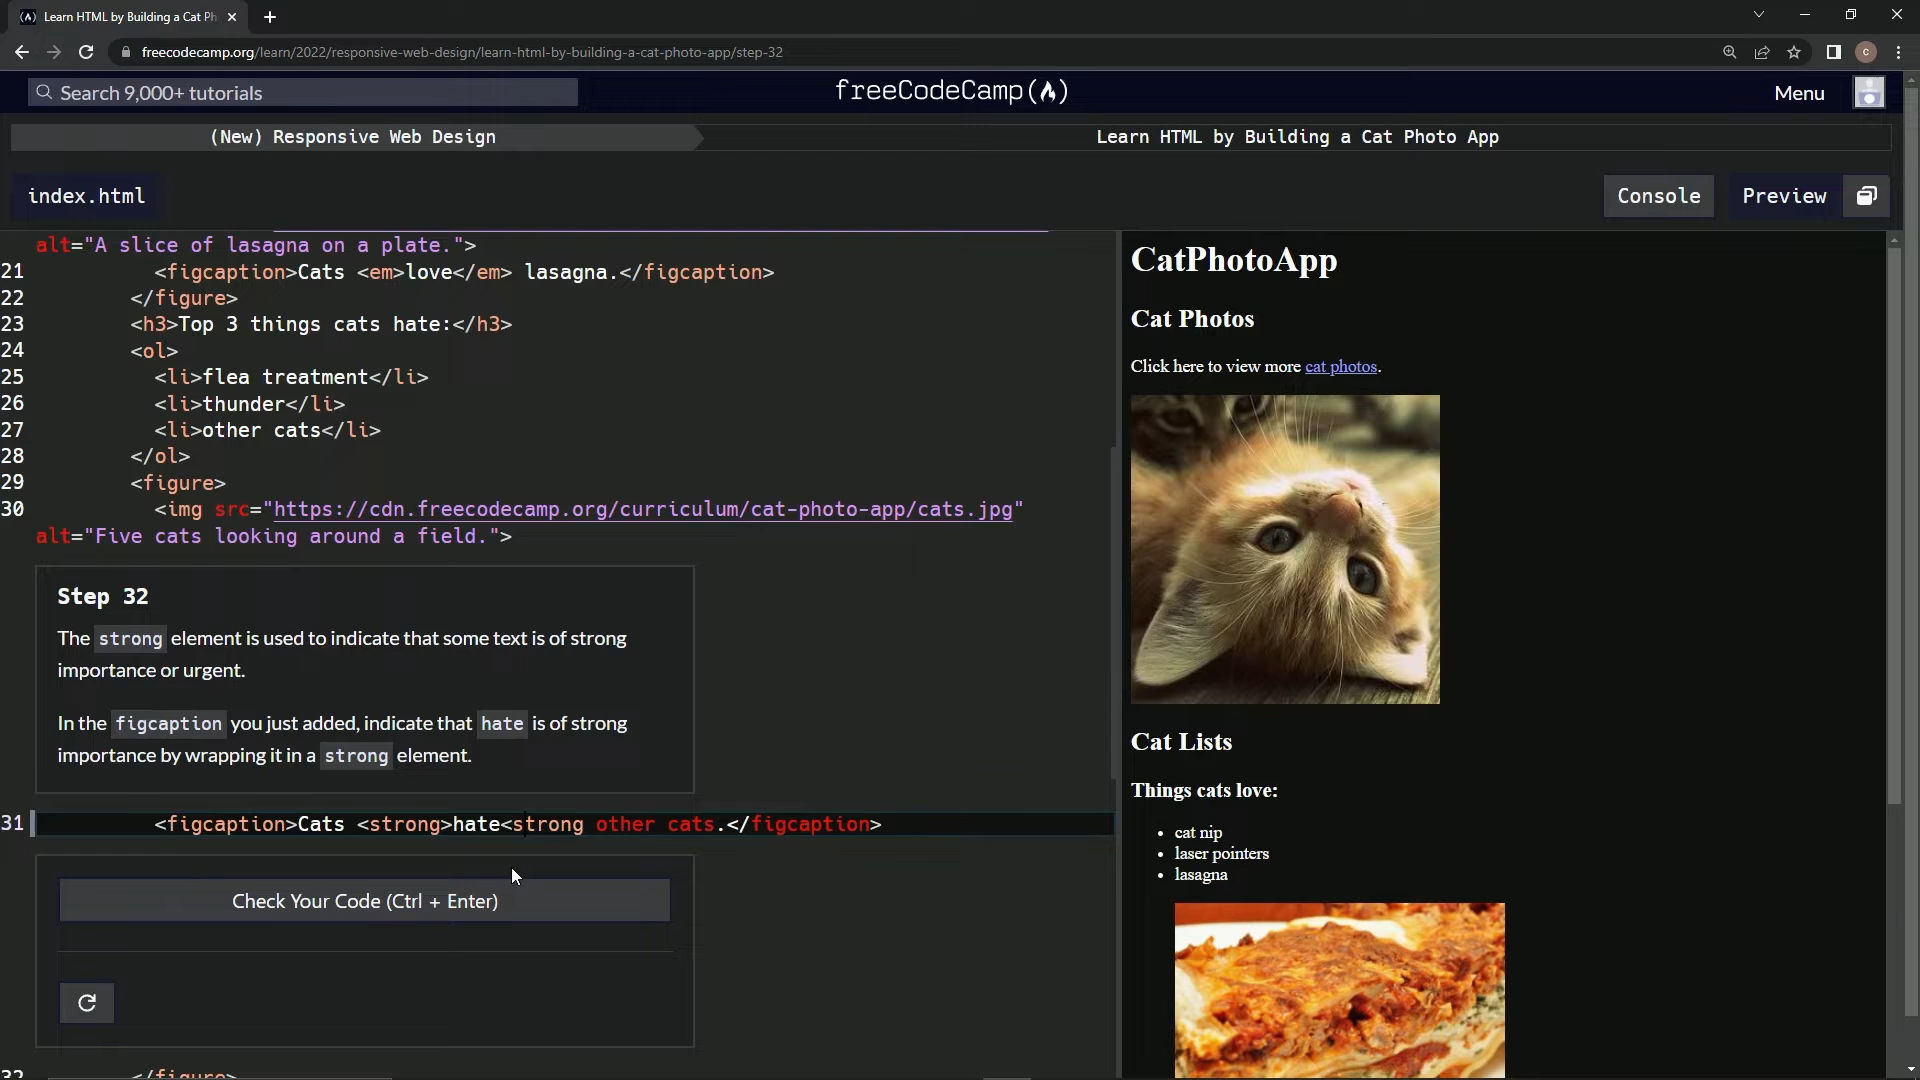 Learn HTML by Building a Cat Ph
freecodecamp.org/learn/2022/responsive-web-design/learn-html-by-building-a-cat-photo-app/step-32
C
Search 9,000+ tutorials
freeCodeCamp
Menu
(New) Responsive Web Design
Learn HTML by Building a Cat Photo App
index.html
Console
Preview
alt="A slice of lasagna on a plate.">
21 <figcaption>Cats <em>love</em> lasagna.</figcaption>
22 </figure>
23 <h3>Top 3 things cats hate:</h3>
24 <ol>
25 <li>flea treatment</li>
26 <li>thunder</li>
27 <li>other cats</li>
28 </ol>
29 <figure>
30 <img src="https://cdn.freecodecamp.org/curriculum/cat-photo-app/cats.jpg"
alt="Five cats looking around a field.">
Step 32
The strong element is used to indicate that some text is of strong
importance or urgent.
In the figcaption you just added, indicate that hate is of strong
importance by wrapping it in a strong element.
31 <figcaption>Cats <strong>hate<strong other cats.</figcaption>
Check Your Code (Ctrl + Enter)
32 </figure>
CatPhotoApp
Cat Photos
Click here to view more cat photos.
Cat Lists
Things cats love:
• cat nip
• laser pointers
• lasagna